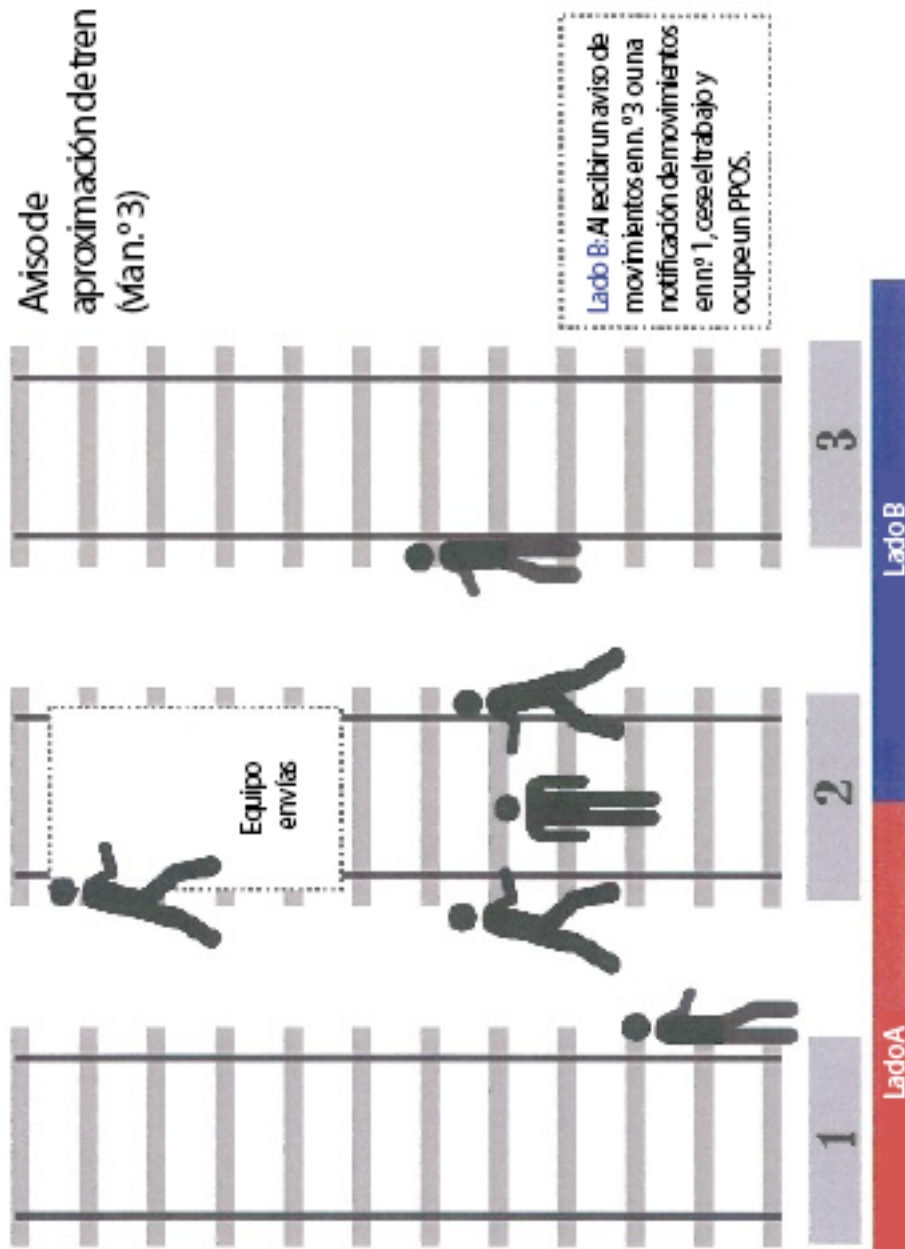 Aviso de
aproximación de tren
(Vía n.º 3)
Equipo
en vías
Lado B: Al recibir un aviso de
movimientos en n.º 3 o una
notificación de movimientos
en n.º 1, cese el trabajo y
ocupe un PPOS.
1
2
3
Lado A
Lado B